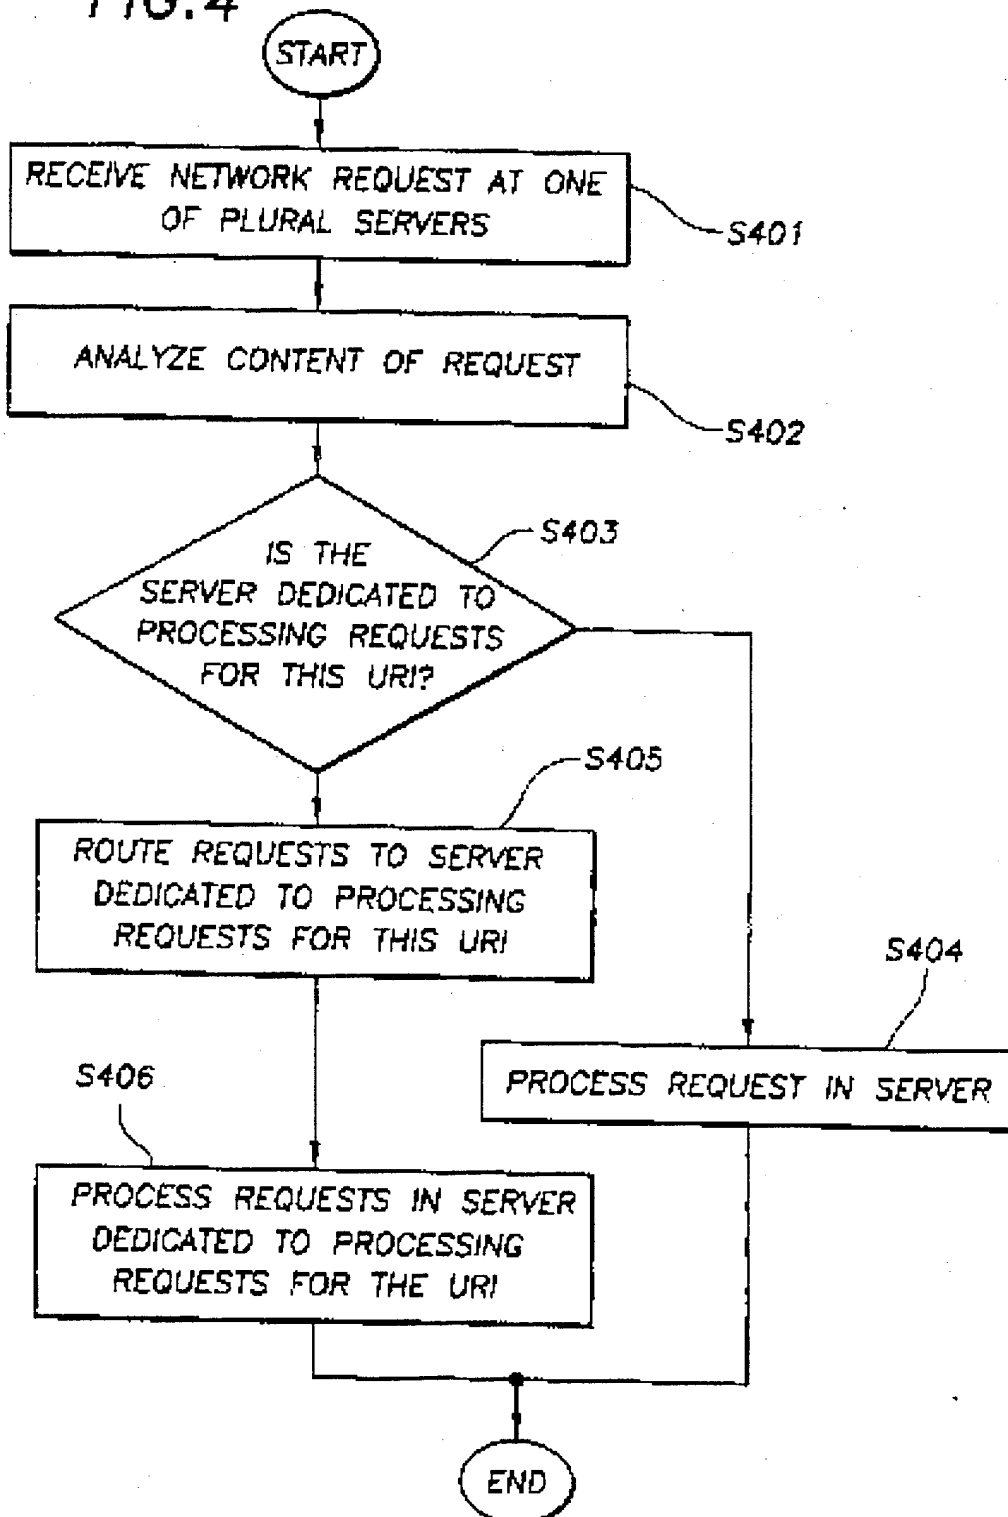 FIG.4
START
RECEIVE NETWORK REQUEST AT ONE
OF PLURAL SERVERS
S401
ANALYZE CONTENT OF REQUEST
S402
S403
IS THE
SERVER DEDICATED TO
PROCESSING REQUESTS
FOR THIS URI?
S405
ROUTE REQUESTS TO SERVER
DEDICATED TO PROCESSING
REQUESTS FOR THIS URI
S404
PROCESS REQUEST IN SERVER
S406
PROCESS REQUESTS IN SERVER
DEDICATED TO PROCESSING
REQUESTS FOR THE URI
END